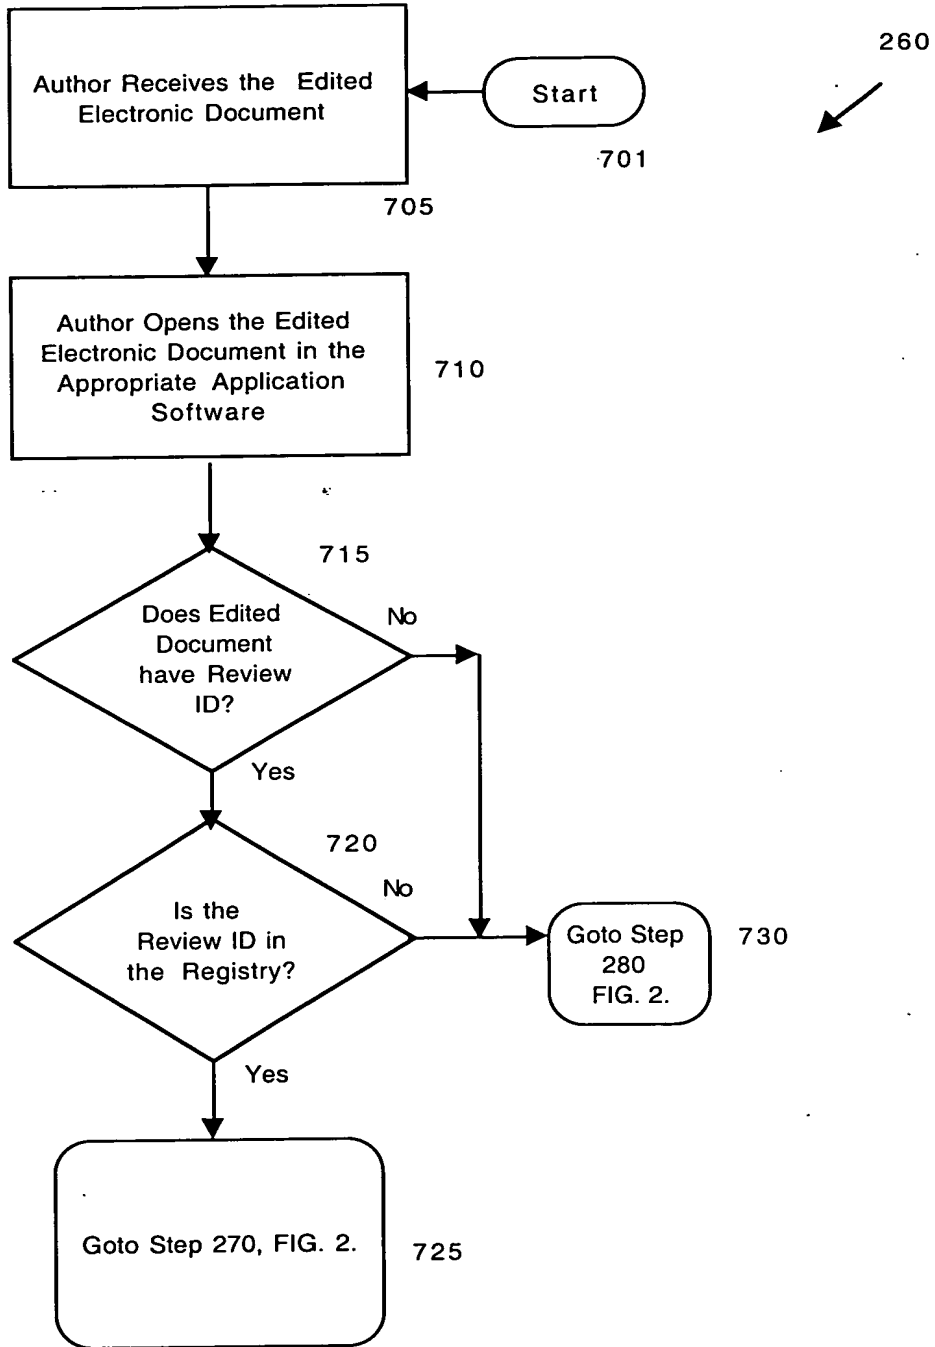 260
Start
701
Author Receives the Edited
Electronic Document
705
Author Opens the Edited
Electronic Document in the
Appropriate Application
Software
710
715
Does Edited
Document
have Review
ID?
No
Yes
720
Is the
Review ID in
the Registry?
No
Goto Step
280
FIG. 2.
730
Yes
Goto Step 270, FIG. 2.
725